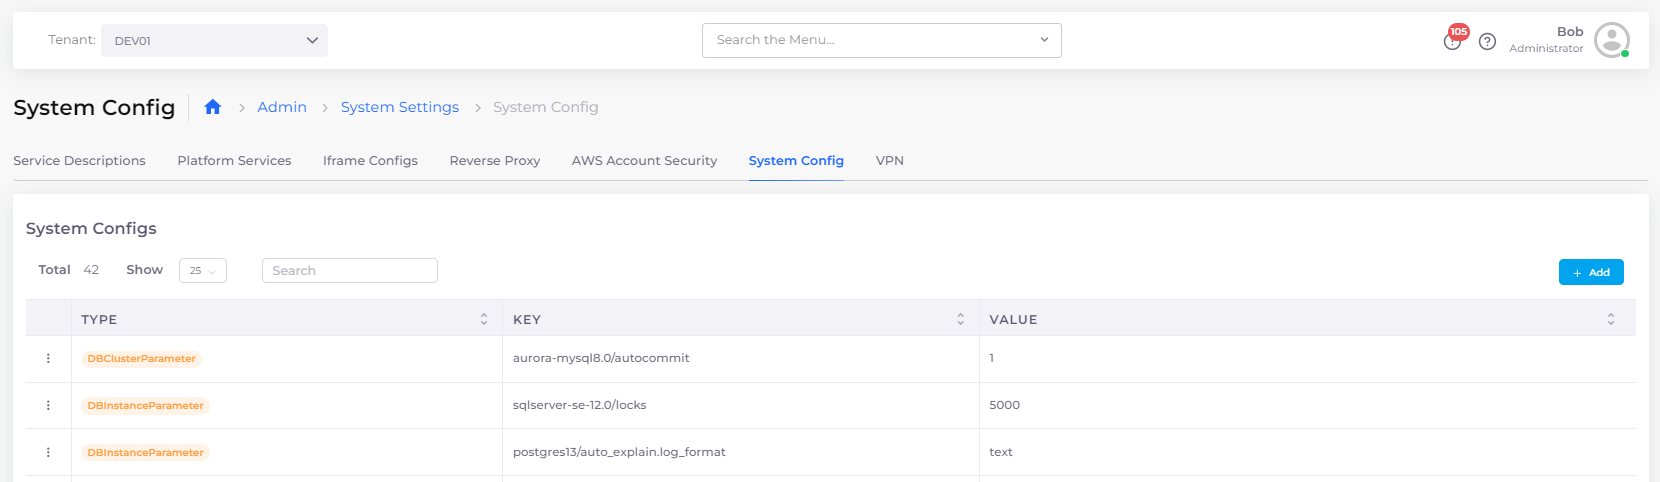 Tenant: DEV01 Search the Menu... 105 Bob
Administrator
System Config Admin System Settings System Config
Service Descriptions Platform Services Iframe Configs Reverse Proxy AWS Account Security System Config VPN
System Configs
Total 42 Show 25 Search + Add
TYPE KEY VALUE
DBClusterParameter aurora-mysql8.0/autocommit 1
DBInstanceParameter sqlserver-se-12.0/locks 5000
DBInstanceParameter postgres13/auto_explain.log_format text